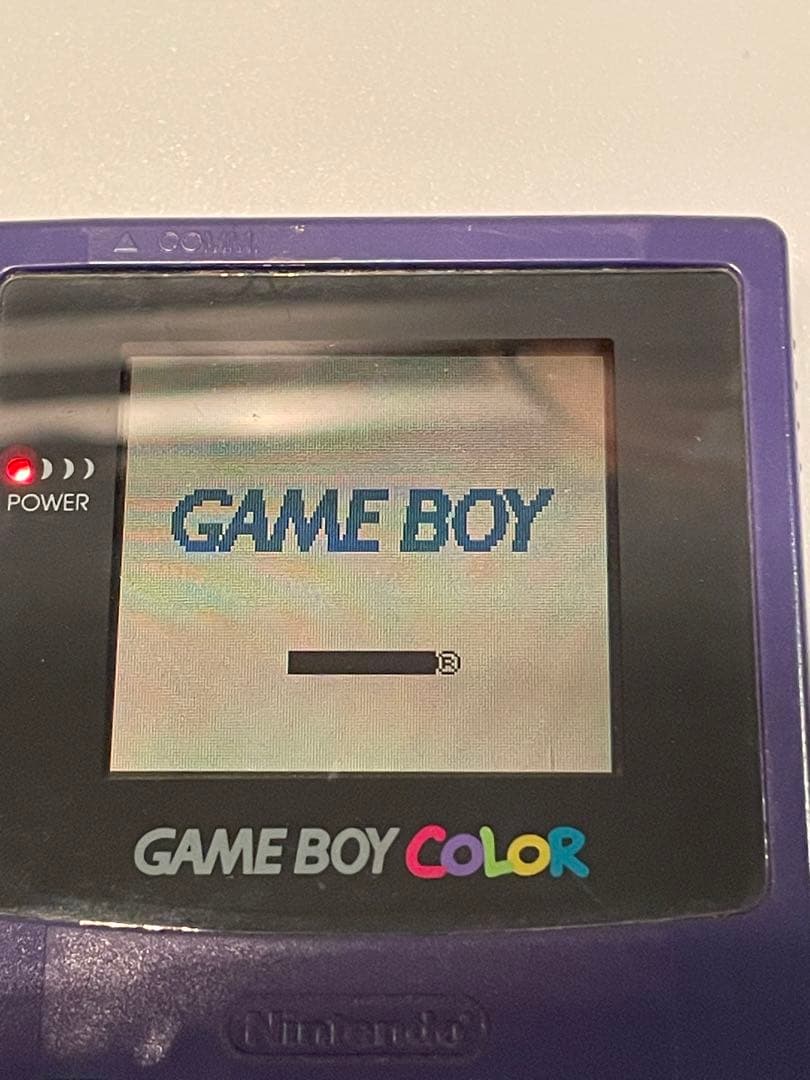 COMM.
POWER
GAME BOY
®
GAME BOY COLOR
Nintendo®